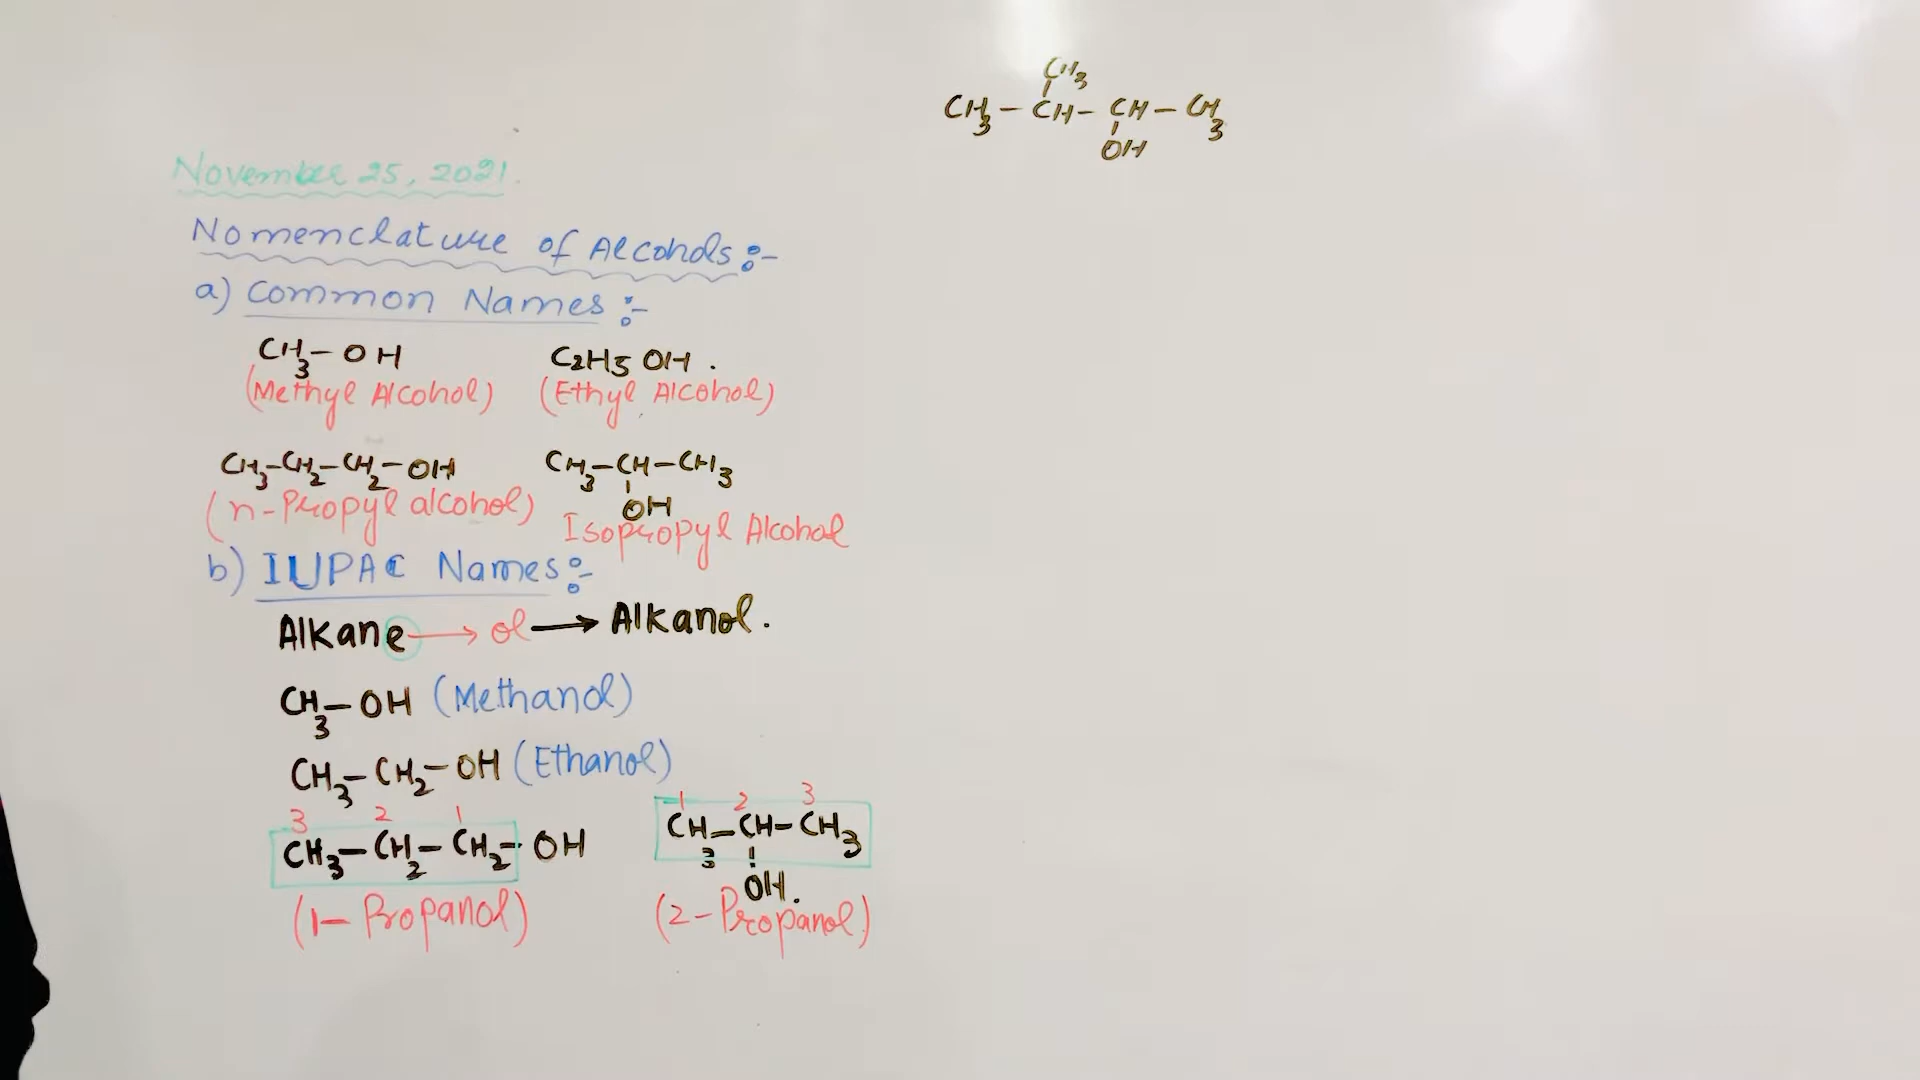 November 25, 2021.
Nomenclature of Alcohols :-
a) Common Names :-
CH3-OH C2H5OH.
(Methyl Alcohol) (Ethyl Alcohol)
CH3-CH2-CH2-OH CH3-CH-CH3
OH
(n-Propyl alcohol) Isopropyl Alcohol
b) IUPAC Names :-
Alkane → ol → Alkanol.
CH3-OH (Methanol)
CH3-CH2-OH (Ethanol)
3 2 1 1 2 3
CH3-CH2-CH2-OH CH3-CH-CH3
OH.
(1-Propanol) (2-Propanol)
CH3
CH3-CH-CH-CH3
OH